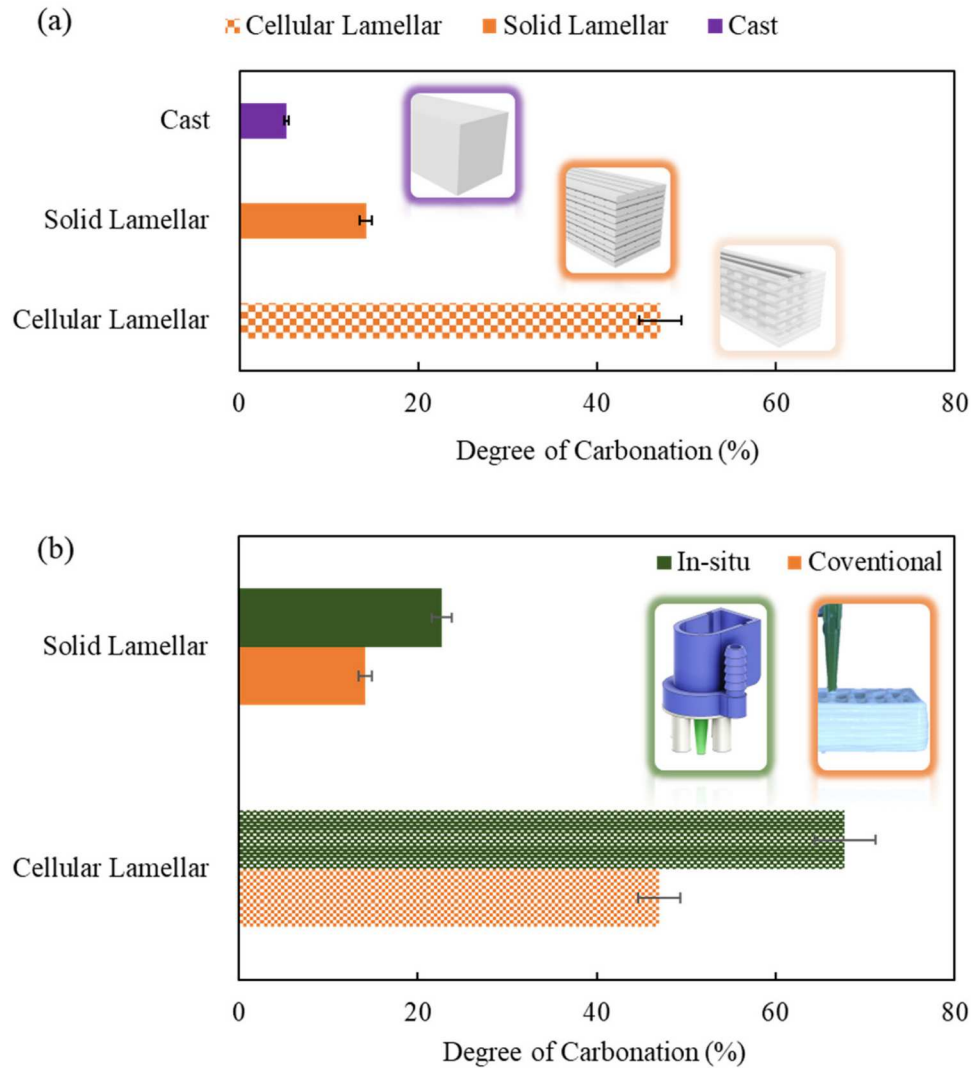 (a)
Cellular Lamellar Solid Lamellar Cast
Cast
Solid Lamellar
Cellular Lamellar
0 20 40 60 80
Degree of Carbonation (%)
(b)
In-situ Coventional
Solid Lamellar
Cellular Lamellar
0 20 40 60 80
Degree of Carbonation (%)